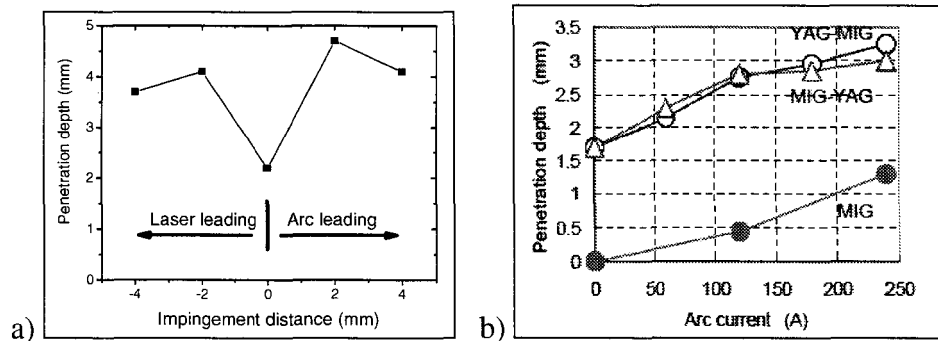 a)
Penetration depth (mm)
5
4
3
2
1
0
Laser leading
Arc leading
-4
-2
0
2
4
Impingement distance (mm)
b)
Penetration depth (mm)
3.5
3
2.5
2
1.5
1
0.5
0
YAG-MIG
MIG-YAG
MIG
0
50
100
150
200
250
Arc current (A)